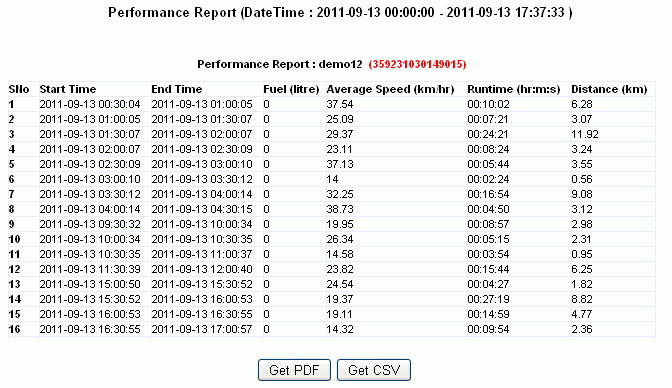 Performance Report (DateTime : 2011-09-13 00:00:00 - 2011-09-13 17:37:33 )
Performance Report : demo12 (359231030149015)
SNo Start Time End Time Fuel (litre) Average Speed (km/hr) Runtime (hr:m:s) Distance (km)
1 2011-09-13 00:30:04 2011-09-13 01:00:05 0 37.54 00:10:02 6.28
2 2011-09-13 01:00:05 2011-09-13 01:30:07 0 25.09 00:07:21 3.07
3 2011-09-13 01:30:07 2011-09-13 02:00:07 0 29.37 00:24:21 11.92
4 2011-09-13 02:00:07 2011-09-13 02:30:09 0 23.11 00:08:24 3.24
5 2011-09-13 02:30:09 2011-09-13 03:00:10 0 37.13 00:05:44 3.55
6 2011-09-13 03:00:10 2011-09-13 03:30:12 0 14 00:02:24 0.56
7 2011-09-13 03:30:12 2011-09-13 04:00:14 0 32.25 00:16:54 9.08
8 2011-09-13 04:00:14 2011-09-13 04:30:15 0 38.73 00:04:50 3.12
9 2011-09-13 09:30:32 2011-09-13 10:00:34 0 19.95 00:08:57 2.98
10 2011-09-13 10:00:34 2011-09-13 10:30:35 0 26.34 00:05:15 2.31
11 2011-09-13 10:30:35 2011-09-13 11:00:37 0 14.58 00:03:54 0.95
12 2011-09-13 11:30:39 2011-09-13 12:00:40 0 23.82 00:15:44 6.25
13 2011-09-13 15:00:50 2011-09-13 15:30:52 0 24.54 00:04:27 1.82
14 2011-09-13 15:30:52 2011-09-13 16:00:53 0 19.37 00:27:19 8.82
15 2011-09-13 16:00:53 2011-09-13 16:30:55 0 19.11 00:14:59 4.77
16 2011-09-13 16:30:55 2011-09-13 17:00:57 0 14.32 00:09:54 2.36
Get PDF Get CSV